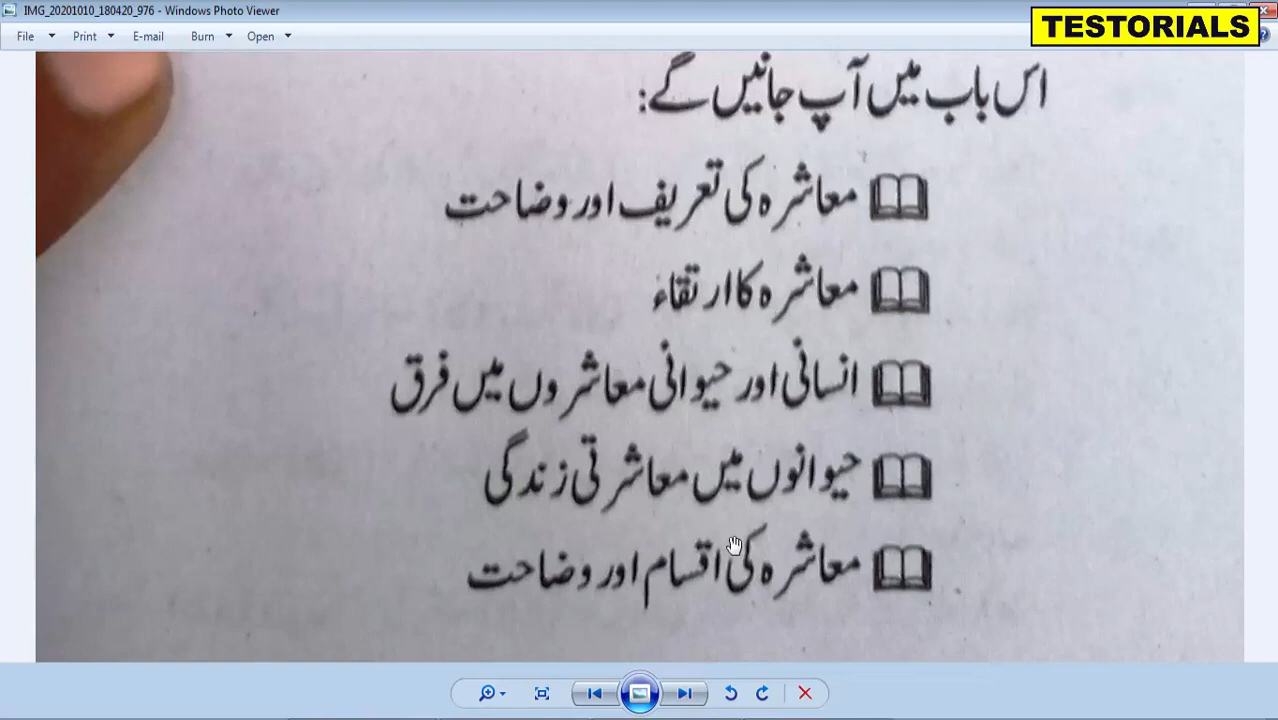 IMG_20201010_180420_976 - Windows Photo Viewer
TESTORIALS
File Print E-mail Burn Open
اس باب میں آپ جانیں گے:
معاشرہ کی تعریف اور وضاحت
معاشرہ کا ارتقاء
انسانی اور حیوانی معاشروں میں فرق
حیوانوں میں معاشرتی زندگی
معاشرہ کی اقسام اور وضاحت